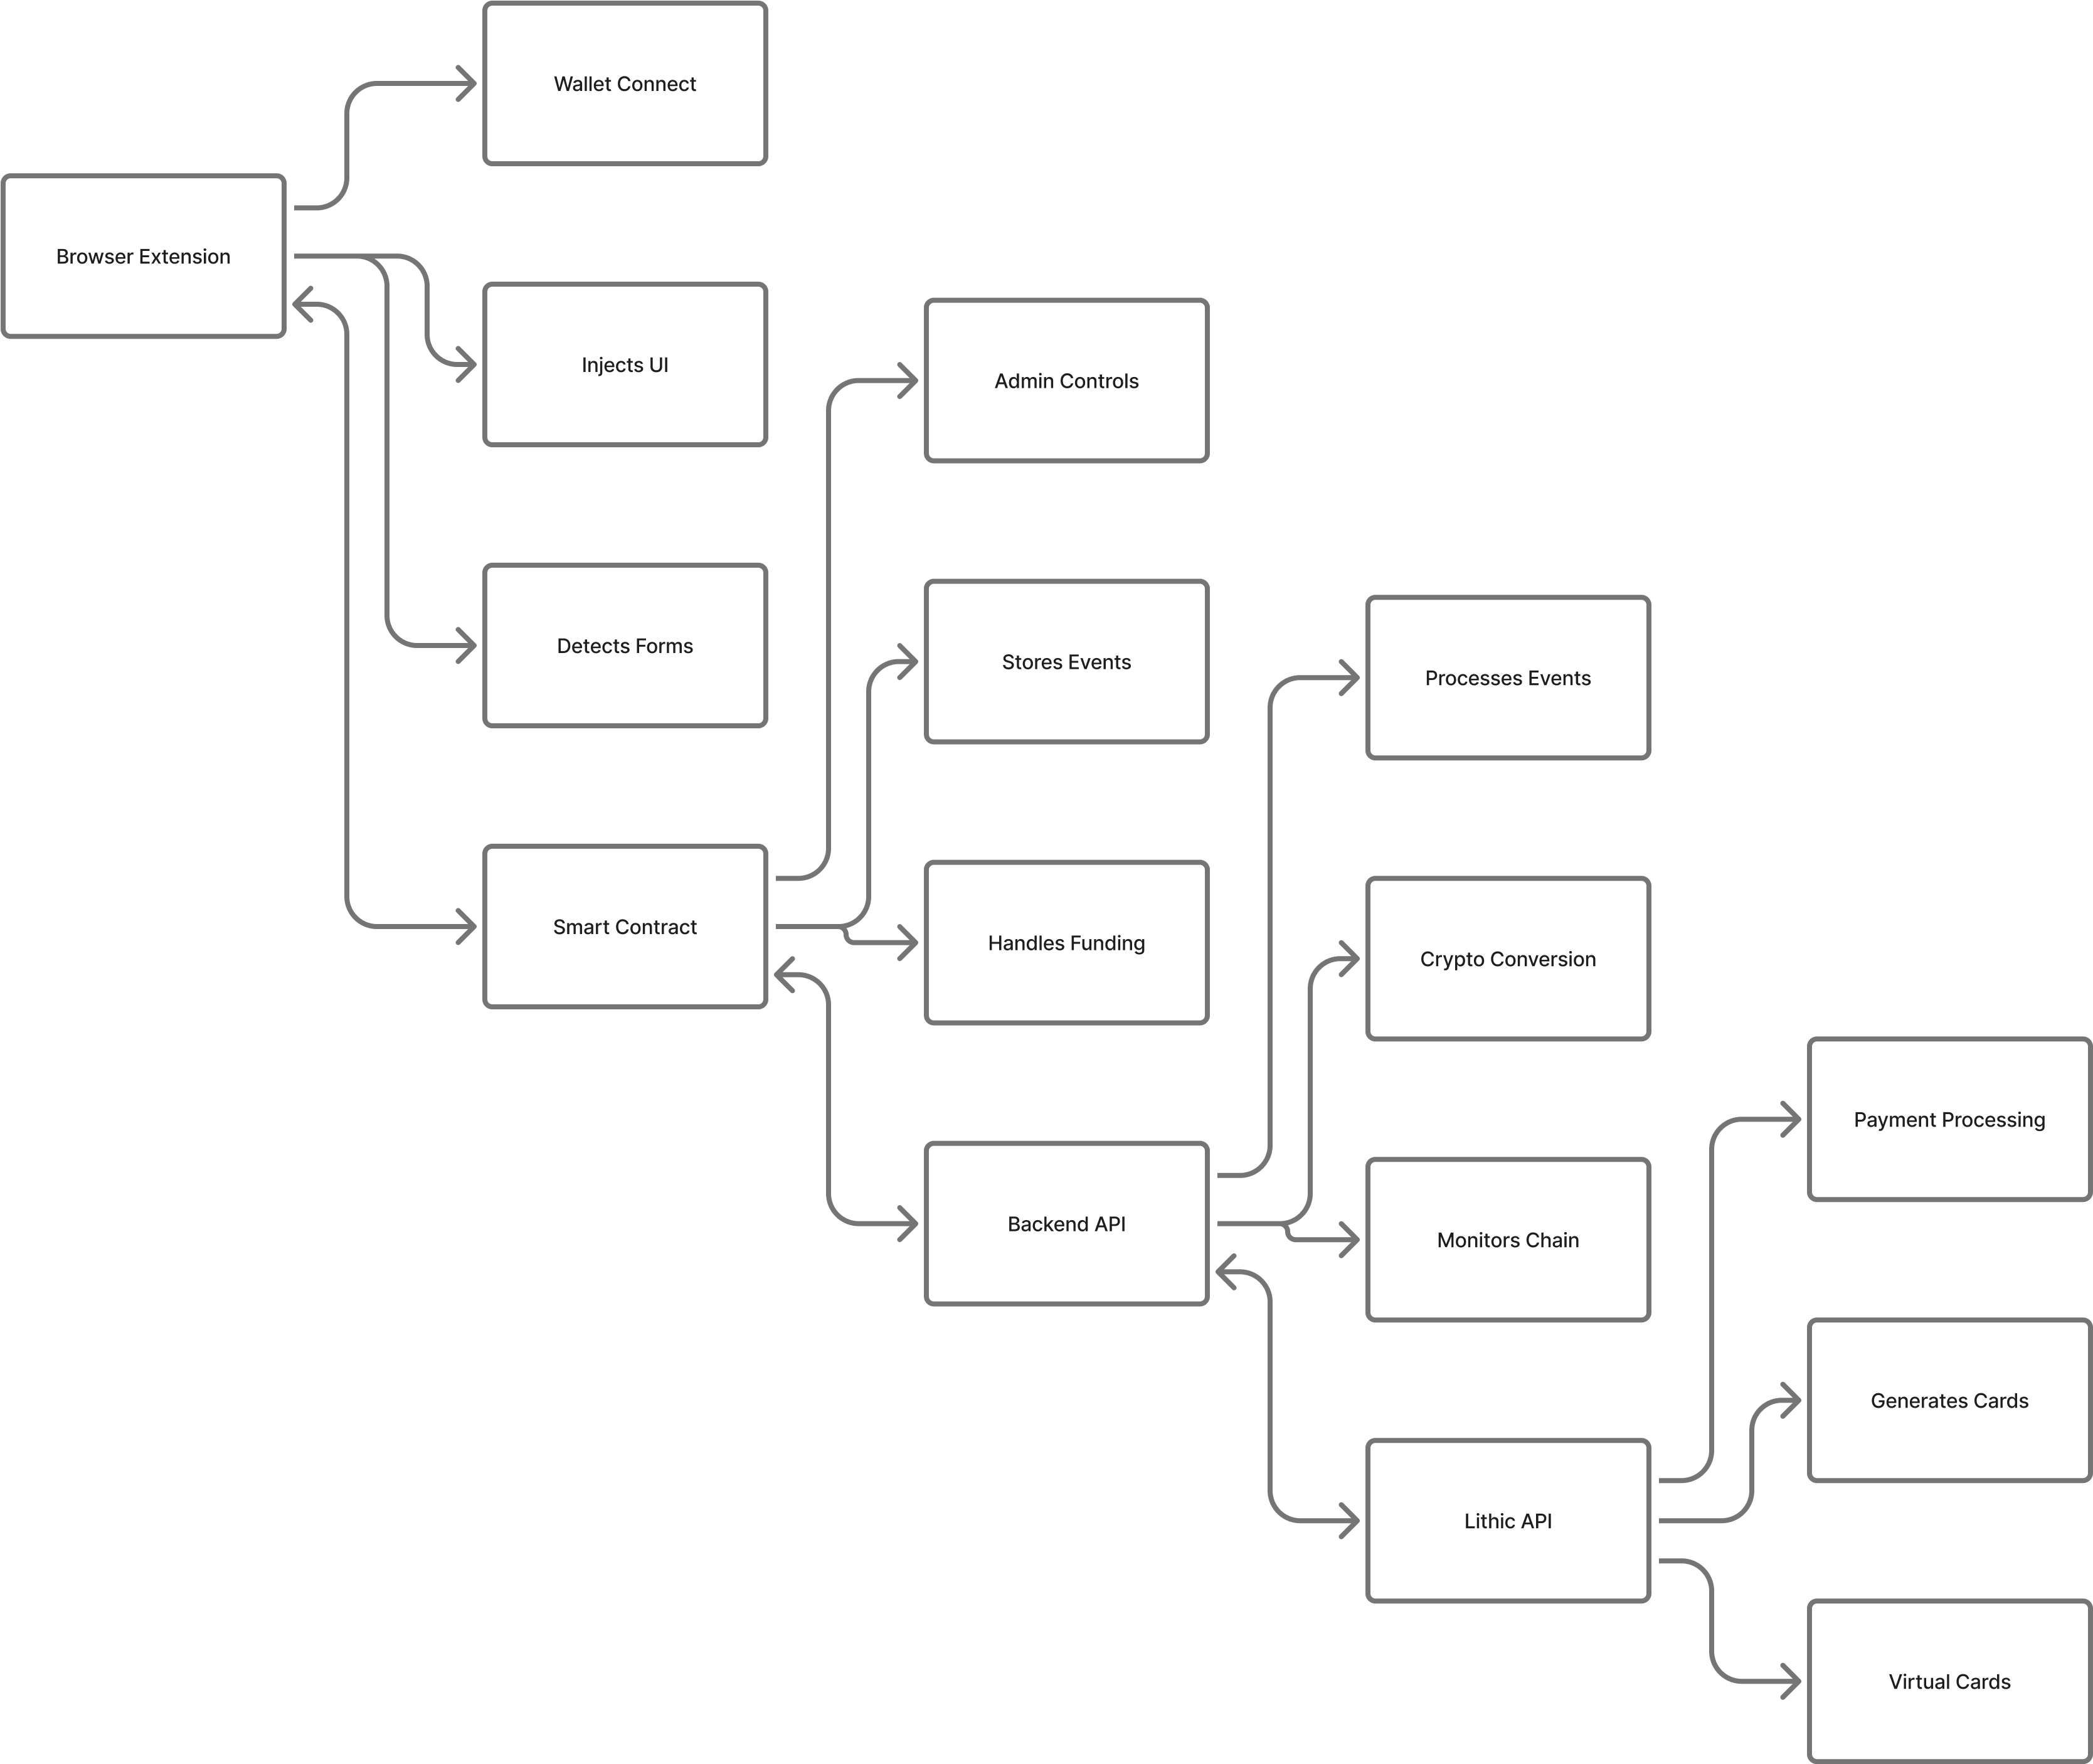 Wallet Connect
Browser Extension
Injects UI
Admin Controls
Detects Forms
Stores Events
Processes Events
Smart Contract
Handles Funding
Crypto Conversion
Payment Processing
Backend API
Monitors Chain
Generates Cards
Lithic API
Virtual Cards